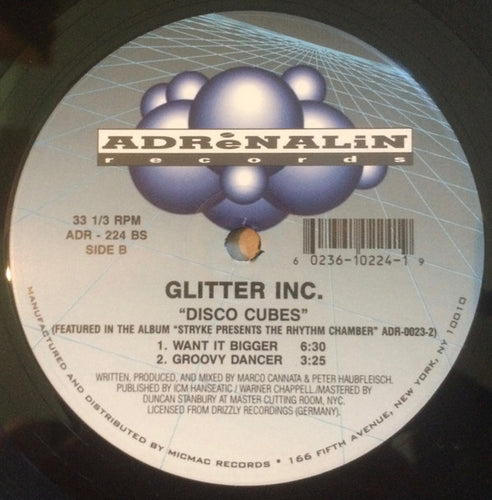 ADRéNALiN
records
33 1/3 RPM
ADR - 224 BS
SIDE B
6 0236-10224-1 9
GLITTER INC.
"DISCO CUBES"
(FEATURED IN THE ALBUM "STRYKE PRESENTS THE RHYTHM CHAMBER" ADR-0023-2)
1. WANT IT BIGGER 6:30
2. GROOVY DANCER 3:25
WRITTEN, PRODUCED, AND MIXED BY MARCO CANNATA & PETER HAUBFLEISCH.
PUBLISHED BY ICM HANSEATIC / WARNER CHAPPELL./MASTERED BY
DUNCAN STANBURY AT MASTER CUTTING ROOM, NYC.
LICENSED FROM DRIZZLY RECORDINGS (GERMANY).
MANUFACTURED AND DISTRIBUTED BY MICMAC RECORDS • 166 FIFTH AVENUE, NEW YORK, NY 10010